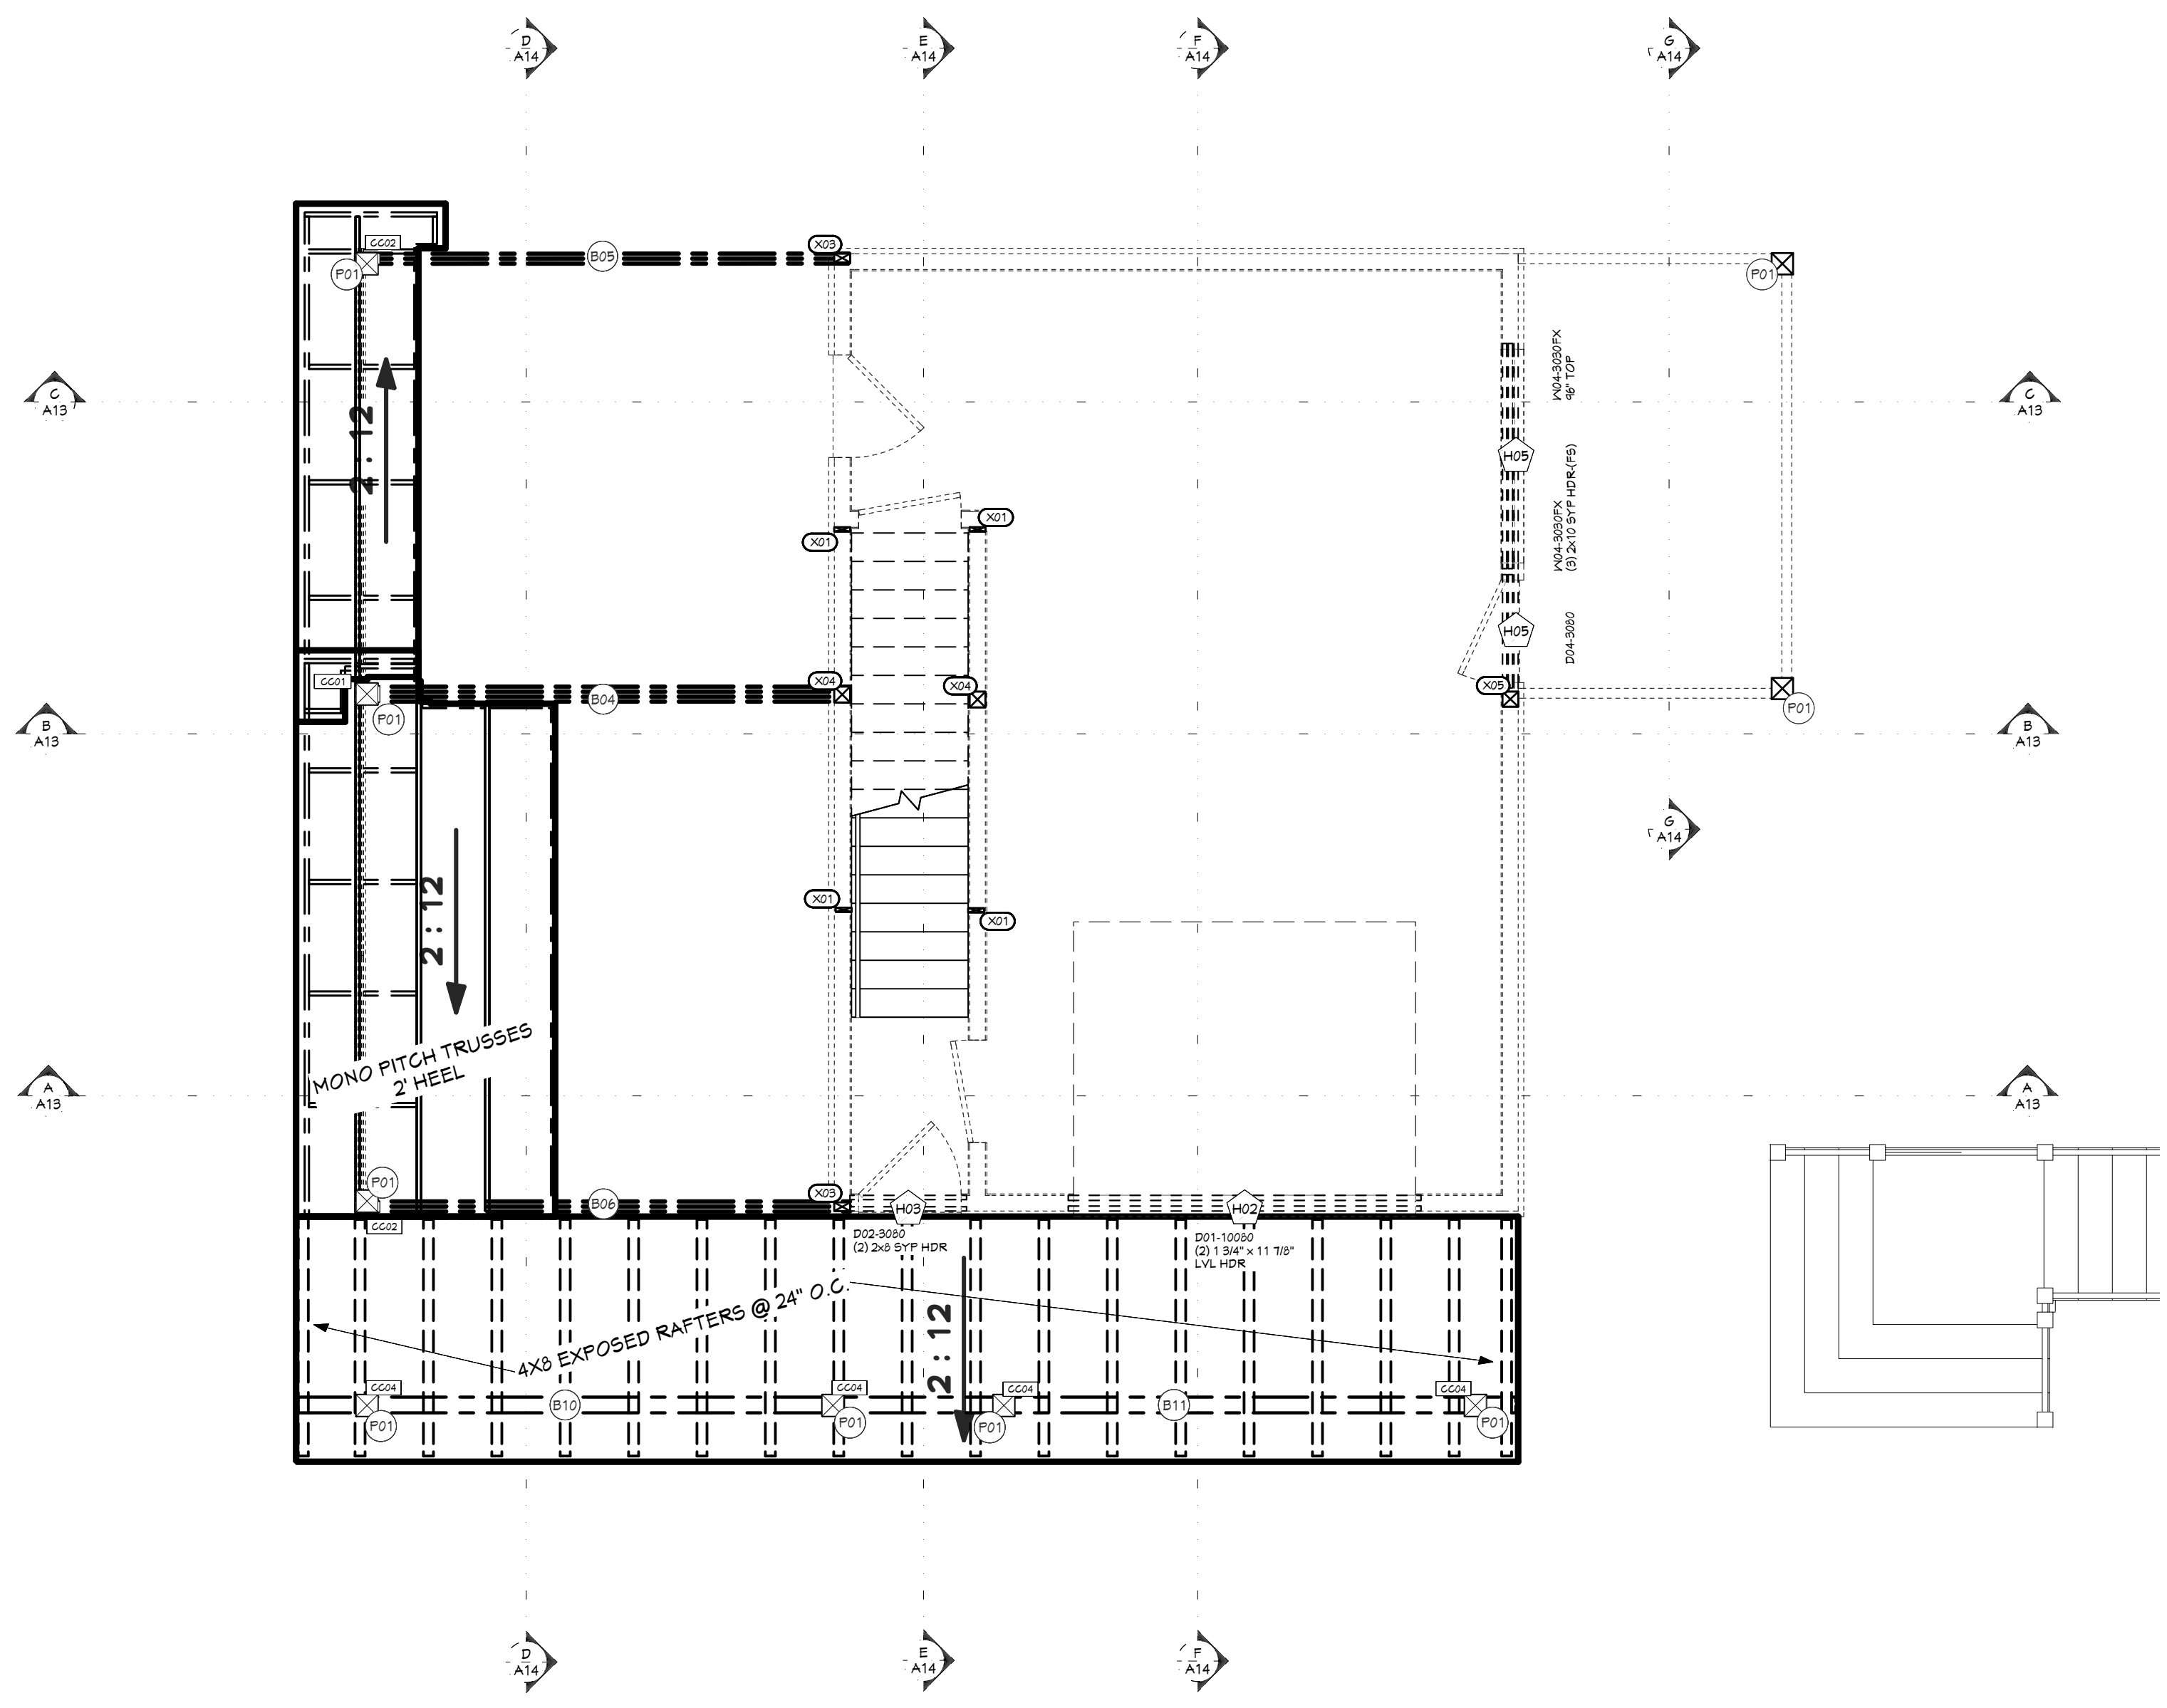 D
A14
E
A14
F
A14
G
A14
CC02
X03
B05
P01
P01
W04-3030FX
96" TOP
C
A13
C
A13
2:12
H05
W04-3030FX
(3) 2x10 SYP HDR-(FS)
X01
X01
D04-3080
H05
CC01
X04
X04
X05
B04
P01
P01
B
A13
B
A13
G
A14
2:12
X01
X01
MONO PITCH TRUSSES
2' HEEL
A
A13
A
A13
P01
X03
B06
H03
H02
CC02
D02-3080
(2) 2x8 SYP HDR
D01-10080
(2) 1 3/4" x 11 7/8"
LVL HDR
4X8 EXPOSED RAFTERS @ 24" O.C.
2:12
CC04
CC04
CC04
CC04
B10
B11
P01
P01
P01
P01
D
A14
E
A14
F
A14